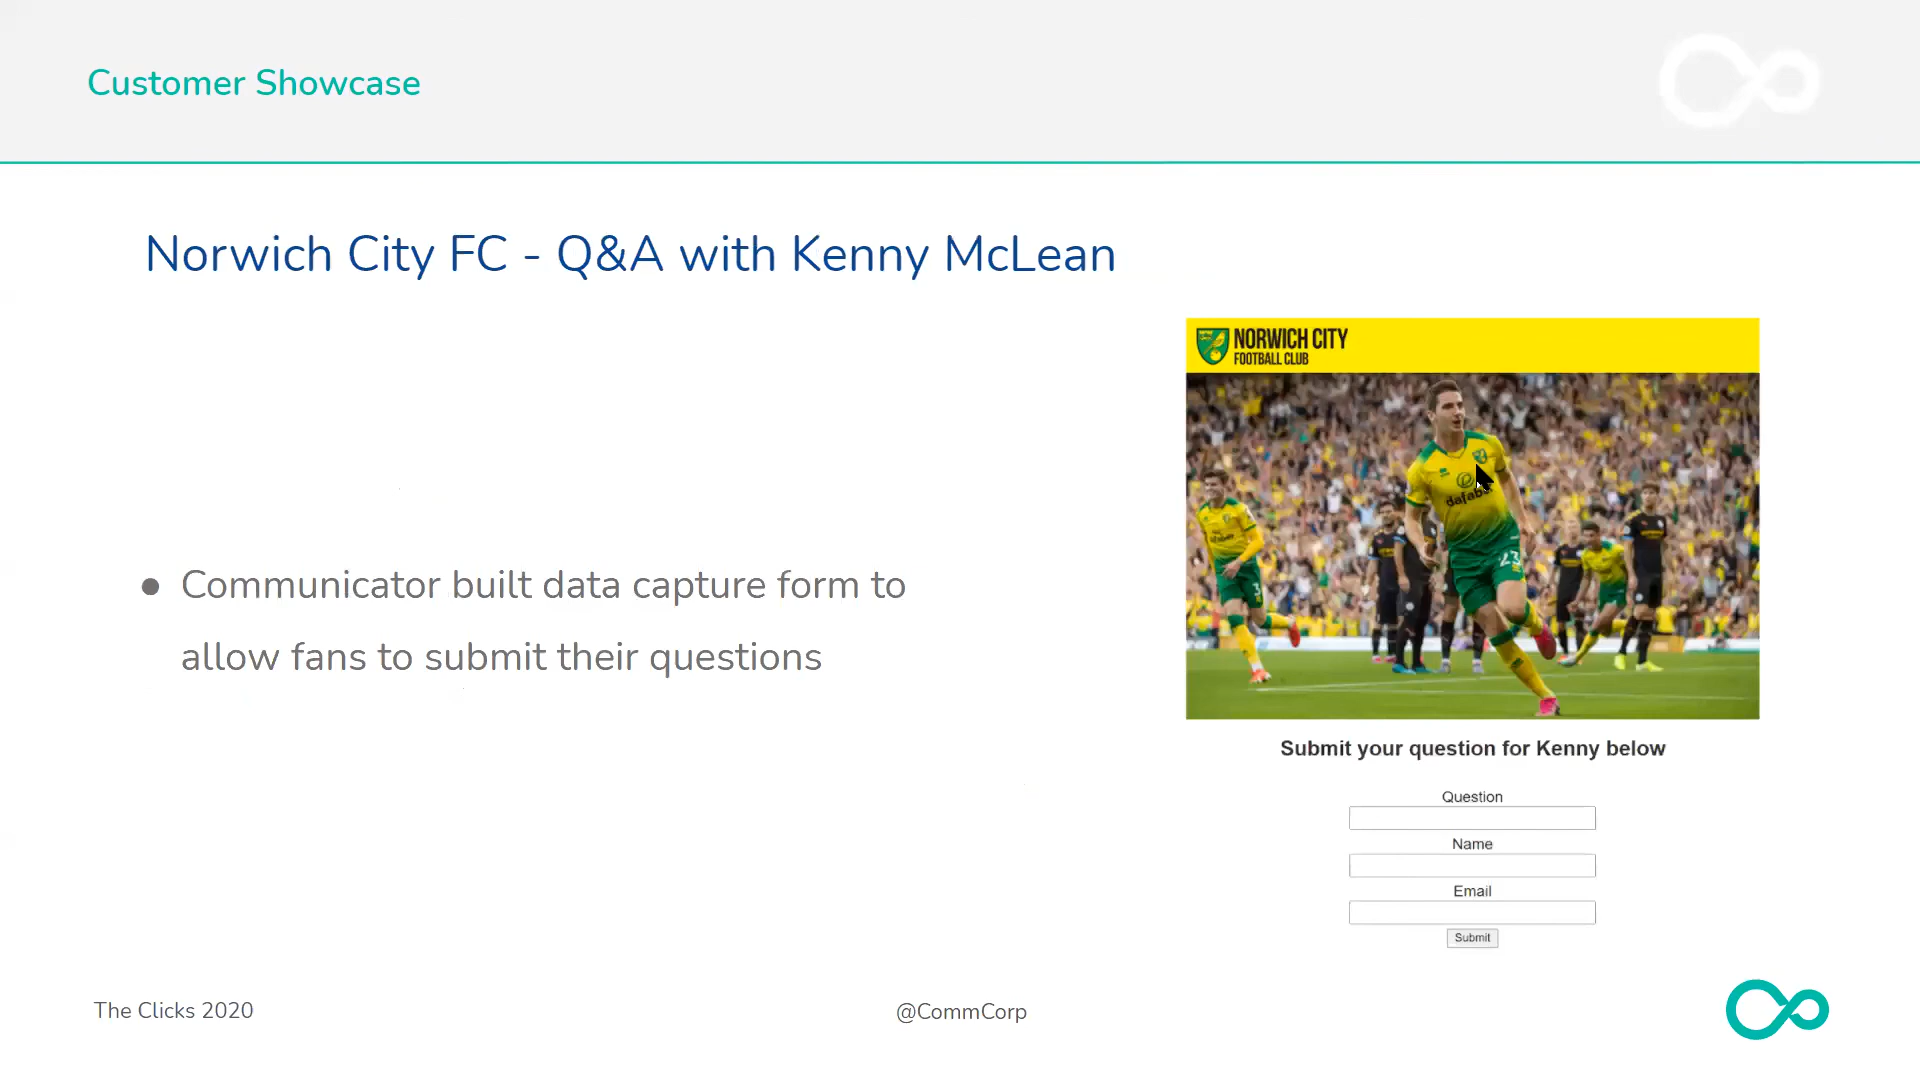 Customer Showcase
Norwich City FC - Q&A with Kenny McLean
NORWICH CITY
FOOTBALL CLUB
23
3
● Communicator built data capture form to
allow fans to submit their questions
Submit your question for Kenny below
Question
Name
Email
Submit
The Clicks 2020
@CommCorp